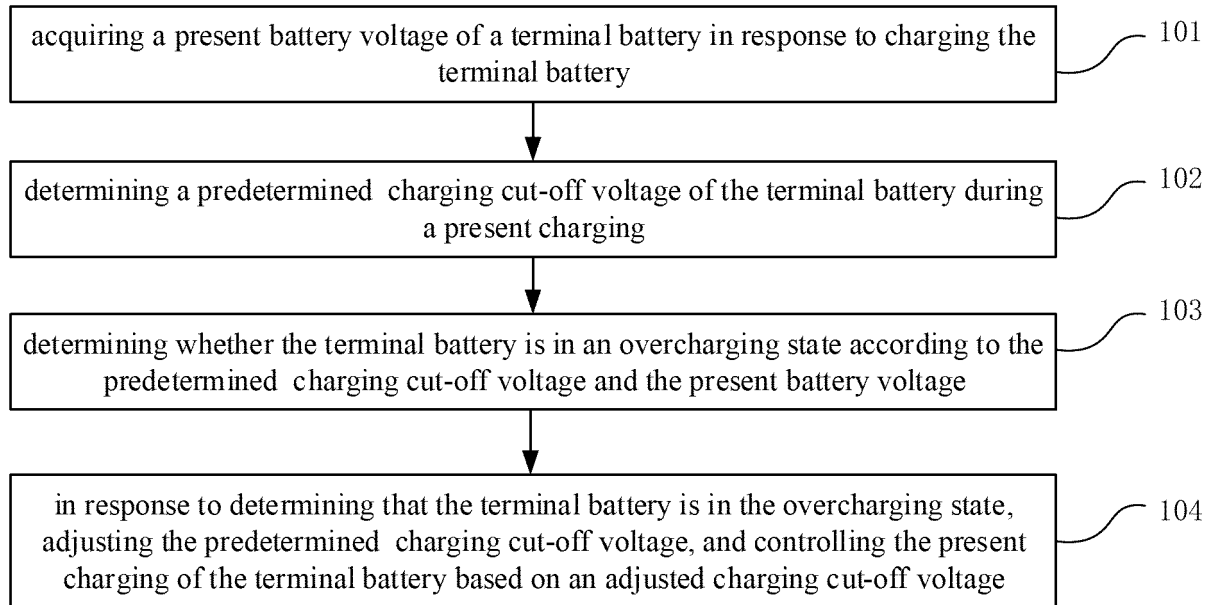 acquiring a present battery voltage of a terminal battery in response to charging the
terminal battery
101
determining a predetermined charging cut-off voltage of the terminal battery during
a present charging
102
determining whether the terminal battery is in an overcharging state according to the
predetermined charging cut-off voltage and the present battery voltage
103
in response to determining that the terminal battery is in the overcharging state,
adjusting the predetermined charging cut-off voltage, and controlling the present
charging of the terminal battery based on an adjusted charging cut-off voltage
104